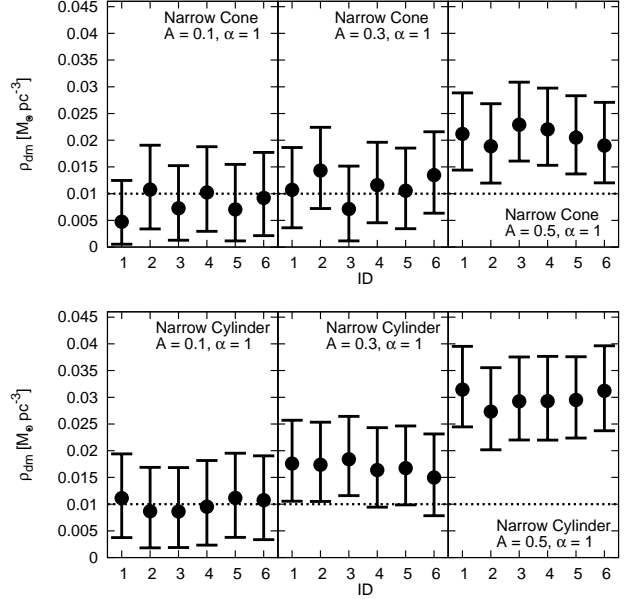 Narrow Cone
A = 0.1, α = 1
Narrow Cone
A = 0.3, α = 1
Narrow Cone
A = 0.5, α = 1
ρdm [M⊙ pc-3]
0.045
0.04
0.035
0.03
0.025
0.02
0.015
0.01
0.005
0
1 2 3 4 5 6 1 2 3 4 5 6 1 2 3 4 5 6
ID
Narrow Cylinder
A = 0.1, α = 1
Narrow Cylinder
A = 0.3, α = 1
Narrow Cylinder
A = 0.5, α = 1
ρdm [M⊙ pc-3]
0.045
0.04
0.035
0.03
0.025
0.02
0.015
0.01
0.005
0
1 2 3 4 5 6 1 2 3 4 5 6 1 2 3 4 5 6
ID